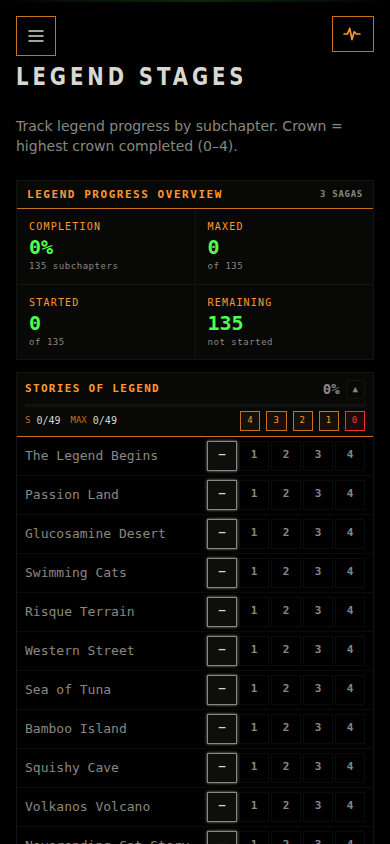 LEGEND STAGES
Track legend progress by subchapter. Crown =
highest crown completed (0–4).
LEGEND PROGRESS OVERVIEW 3 SAGAS
COMPLETION
0%
135 subchapters
MAXED
0
of 135
STARTED
0
of 135
REMAINING
135
not started
STORIES OF LEGEND 0% ▲
S 0/49 MAX 0/49 4 3 2 1 0
The Legend Begins — 1 2 3 4
Passion Land — 1 2 3 4
Glucosamine Desert — 1 2 3 4
Swimming Cats — 1 2 3 4
Risque Terrain — 1 2 3 4
Western Street — 1 2 3 4
Sea of Tuna — 1 2 3 4
Bamboo Island — 1 2 3 4
Squishy Cave — 1 2 3 4
Volkanos Volcano — 1 2 3 4